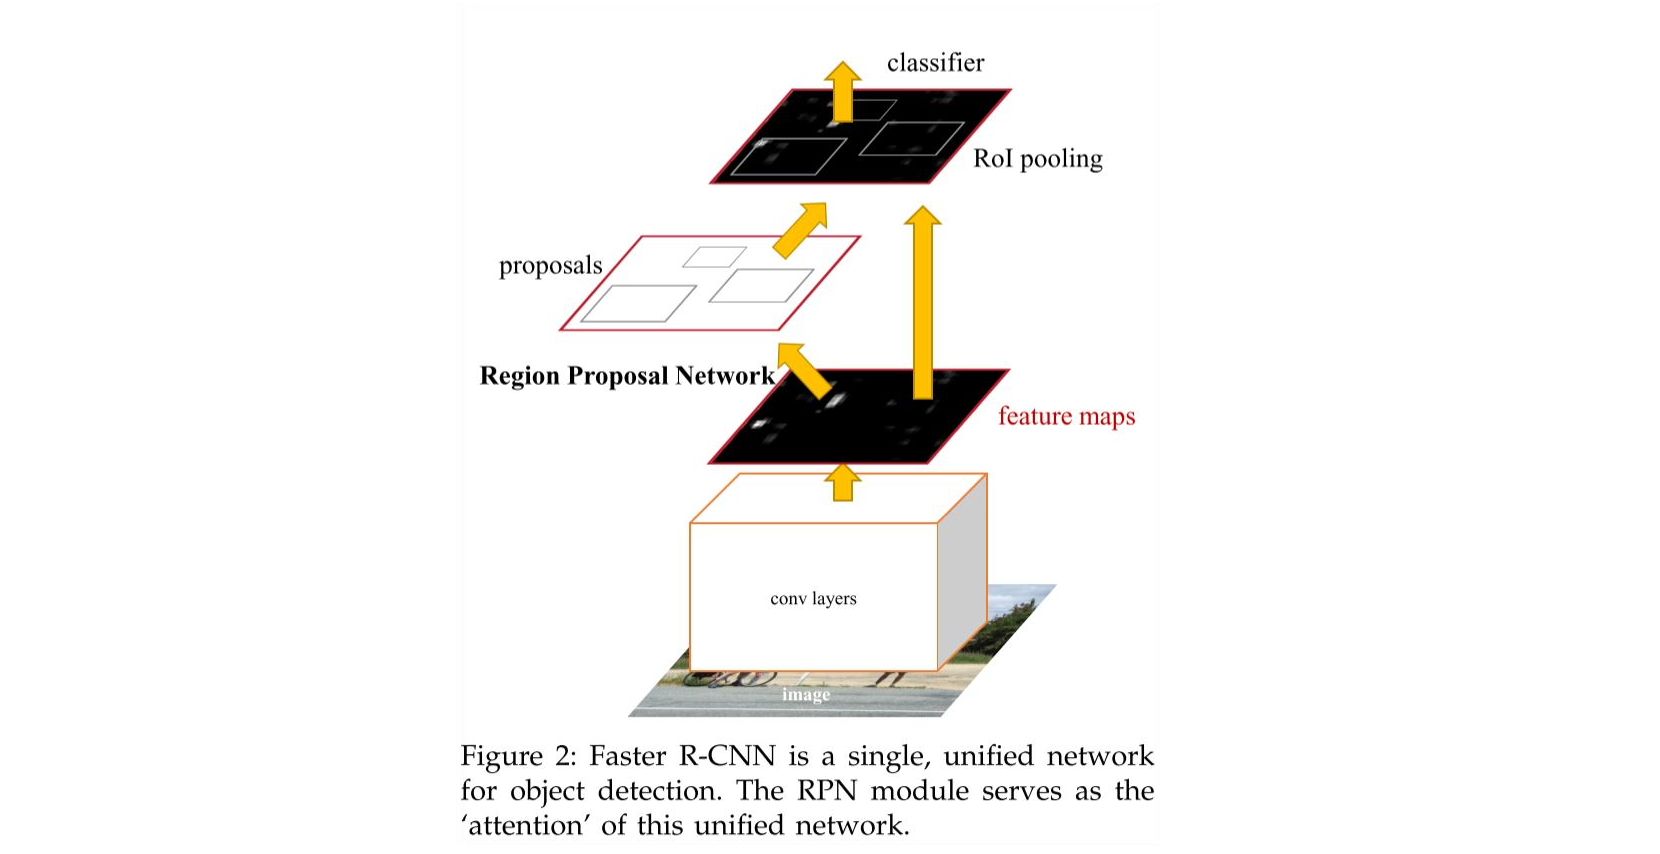 classifier
RoI pooling
proposals
Region Proposal Network
feature maps
conv layers
image
Figure 2: Faster R-CNN is a single, unified network
for object detection. The RPN module serves as the
‘attention’ of this unified network.